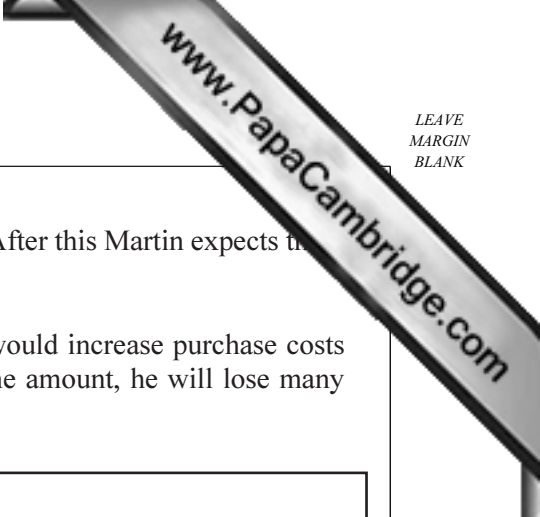 www.PapaCambridge.com
LEAVE
MARGIN
BLANK
After this Martin expects
would increase purchase costs
amount, he will lose many